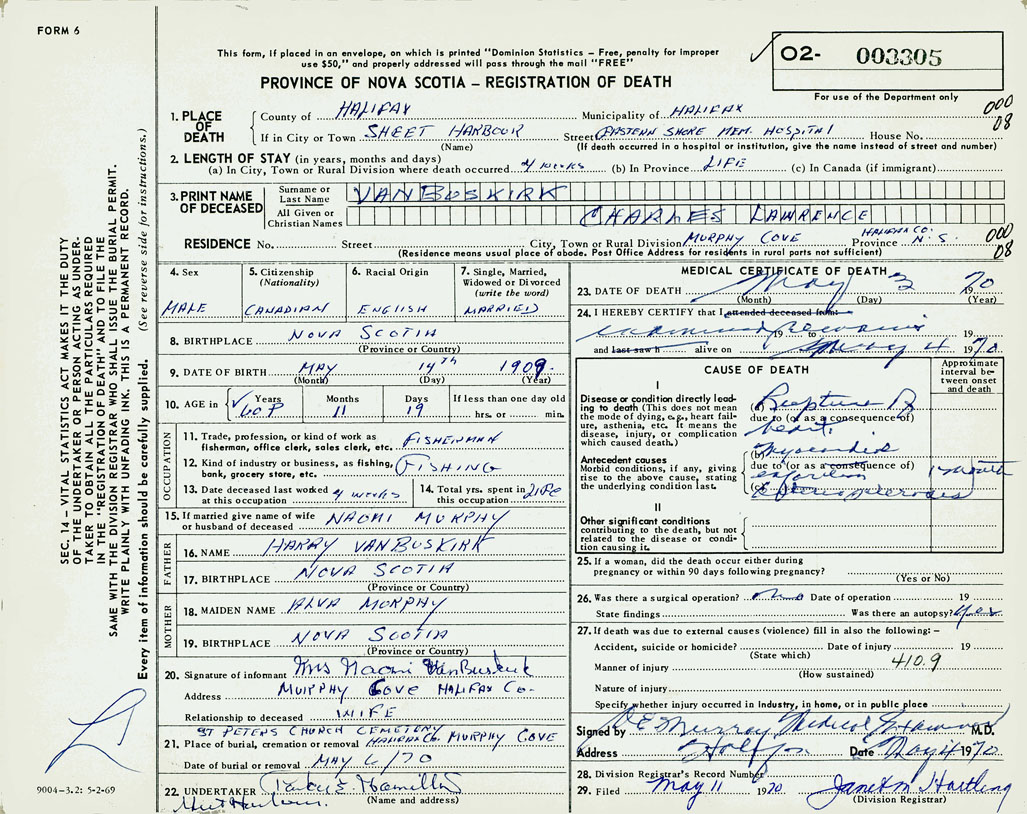 FORM 6
This form, if placed in an envelope, on which is printed "Dominion Statistics – Free, penalty for improper
use $50," and properly addressed will pass through the mail "FREE"
PROVINCE OF NOVA SCOTIA – REGISTRATION OF DEATH
O2- 003305
For use of the Department only
1. PLACE OF DEATH
County of HALIFAX Municipality of HALIFAX
000
08
If in City or Town SHEET HARBOUR Street EASTERN SHORE MEM. HOSPITAL House No.
(Name) (If death occurred in a hospital or institution, give the name instead of street and number)
2. LENGTH OF STAY (in years, months and days)
(a) In City, Town or Rural Division where death occurred 4 weeks (b) In Province LIFE (c) In Canada (if immigrant)
3. PRINT NAME OF DECEASED
Surname or Last Name VANBUSKIRK
All Given or Christian Names CHARLES LAWRENCE
RESIDENCE No. Street City, Town or Rural Division MURPHY COVE HALIFAX CO. Province N.S.
000
08
(Residence means usual place of abode. Post Office Address for residents in rural parts not sufficient)
4. Sex
MALE
5. Citizenship
(Nationality)
CANADIAN
6. Racial Origin
ENGLISH
7. Single, Married,
Widowed or Divorced
(write the word)
MARRIED
8. BIRTHPLACE NOVA SCOTIA
(Province or Country)
9. DATE OF BIRTH MAY 14TH 1909
(Month) (Day) (Year)
10. AGE in
Years Months Days If less than one day old
60 11 19 hrs. or min.
OCCUPATION
11. Trade, profession, or kind of work as
fisherman, office clerk, sales clerk, etc. FISHERMAN
12. Kind of industry or business, as fishing,
bank, grocery store, etc. FISHING
13. Date deceased last worked
at this occupation 4 weeks
14. Total yrs. spent in
this occupation LIFE
15. If married give name of wife
or husband of deceased NAOMI MURPHY
FATHER
16. NAME HARRY VANBUSKIRK
17. BIRTHPLACE NOVA SCOTIA
(Province or Country)
MOTHER
18. MAIDEN NAME ALVA MURPHY
19. BIRTHPLACE NOVA SCOTIA
(Province or Country)
20. Signature of informant Mrs Naomi VanBuskirk
Address MURPHY COVE HALIFAX CO.
Relationship to deceased WIFE
ST PETERS CHURCH CEMETERY
21. Place of burial, cremation or removal HALIFAX CO. MURPHY COVE
Date of burial or removal MAY 6/70
22. UNDERTAKER Hamilton
(Name and address)
MEDICAL CERTIFICATE OF DEATH
23. DATE OF DEATH May 3 1970
(Month) (Day) (Year)
24. I HEREBY CERTIFY that I attended deceased from:
examined remains 19 to 19
and last saw h alive on May 4 1970
CAUSE OF DEATH
Approximate
interval be-
tween onset
and death
I
Disease or condition directly lead-
ing to death (This does not mean
the mode of dying, e.g., heart fail-
ure, asthenia, etc. It means the
disease, injury, or complication
which caused death.)
(a) Rupture of
due to (or as a consequence of)
heart.
Antecedent causes
Morbid conditions, if any, giving
rise to the above cause, stating
the underlying condition last.
(b) Myocardial
due to (or as a consequence of)
infarction
(c)
1 month
II
Other significant conditions
contributing to the death, but not
related to the disease or condi-
tion causing it.
25. If a woman, did the death occur either during
pregnancy or within 90 days following pregnancy?
(Yes or No)
26. Was there a surgical operation? Date of operation 19
State findings Was there an autopsy? Yes
27. If death was due to external causes (violence) fill in also the following: –
Accident, suicide or homicide? Date of injury 19
(State which)
410.9
Manner of injury
(How sustained)
Nature of injury
Specify whether injury occurred in Industry, in home, or in public place
Signed by E Murray Medical Examiner M.D.
Address Halifax Date May 4 1970
28. Division Registrar's Record Number
29. Filed May 11 1970 Janet M Hartling
(Division Registrar)
9004–3.2: 5-2-69
SEC. 14 – VITAL STATISTICS ACT MAKES IT THE DUTY
OF THE UNDERTAKER OR PERSON ACTING AS UNDER-
TAKER TO OBTAIN ALL THE PARTICULARS REQUIRED
IN THE "REGISTRATION OF DEATH" AND TO FILE THE
SAME WITH THE DIVISION REGISTRAR WHO SHALL ISSUE THE BURIAL PERMIT.
WRITE PLAINLY WITH UNFADING INK. THIS IS A PERMANENT RECORD.
Every item of information should be carefully supplied. (See reverse side for instructions.)